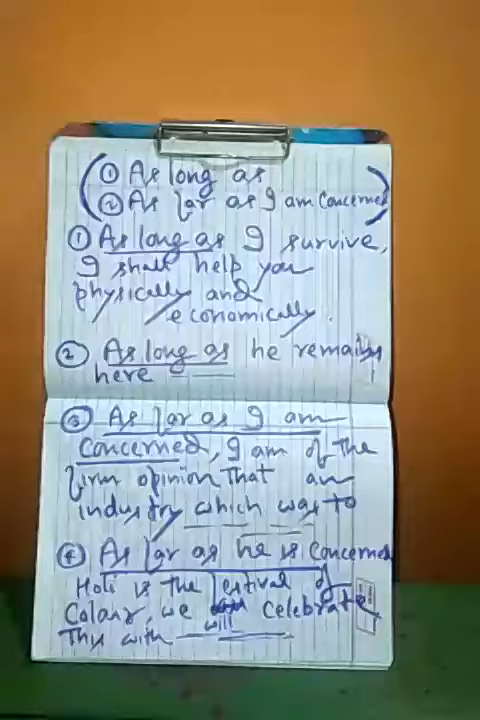 ① As long as
② As far as I am Concerned
① As long as I survive,
I shall help you
physically and
economically.
② As long as he remains
here
③ As far as I am
Concerned, I am of the
firm opinion that an
industry which was to
④ As far as he is Concerned
Holi is the festival of
Colour, we will celebrate
This with